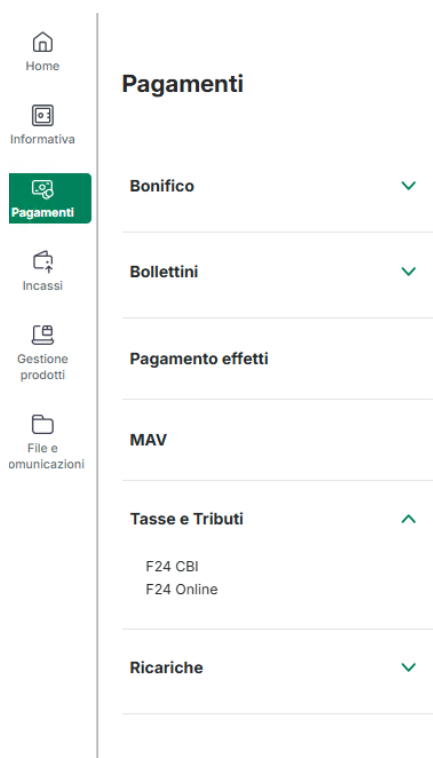 Home
Informativa
Pagamenti
Incassi
Gestione
prodotti
File e
omunicazioni
Pagamenti
Bonifico
Bollettini
Pagamento effetti
MAV
Tasse e Tributi
F24 CBI
F24 Online
Ricariche